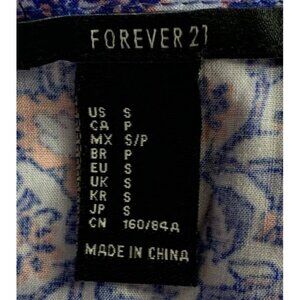 FOREVER 21
US S
CA P
MX S/P
BR P
EU S
UK S
KR S
JP S
CN 160/84A
MADE IN CHINA